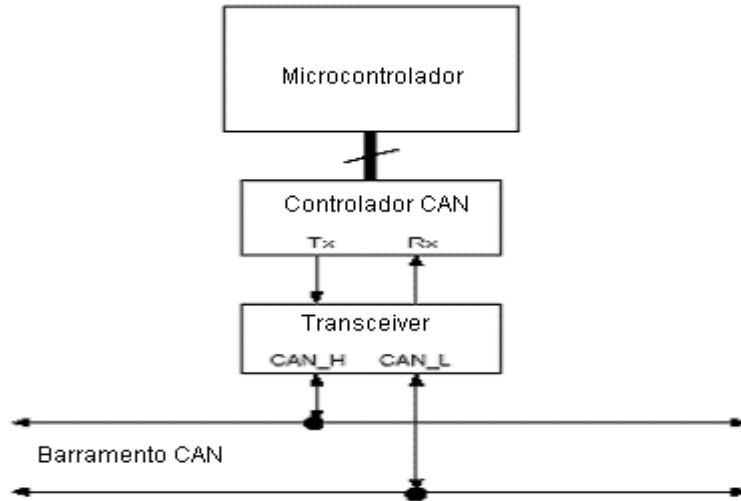 Microcontrolador
Controlador CAN
Tx Rx
Transceiver
CAN_H CAN_L
Barramento CAN